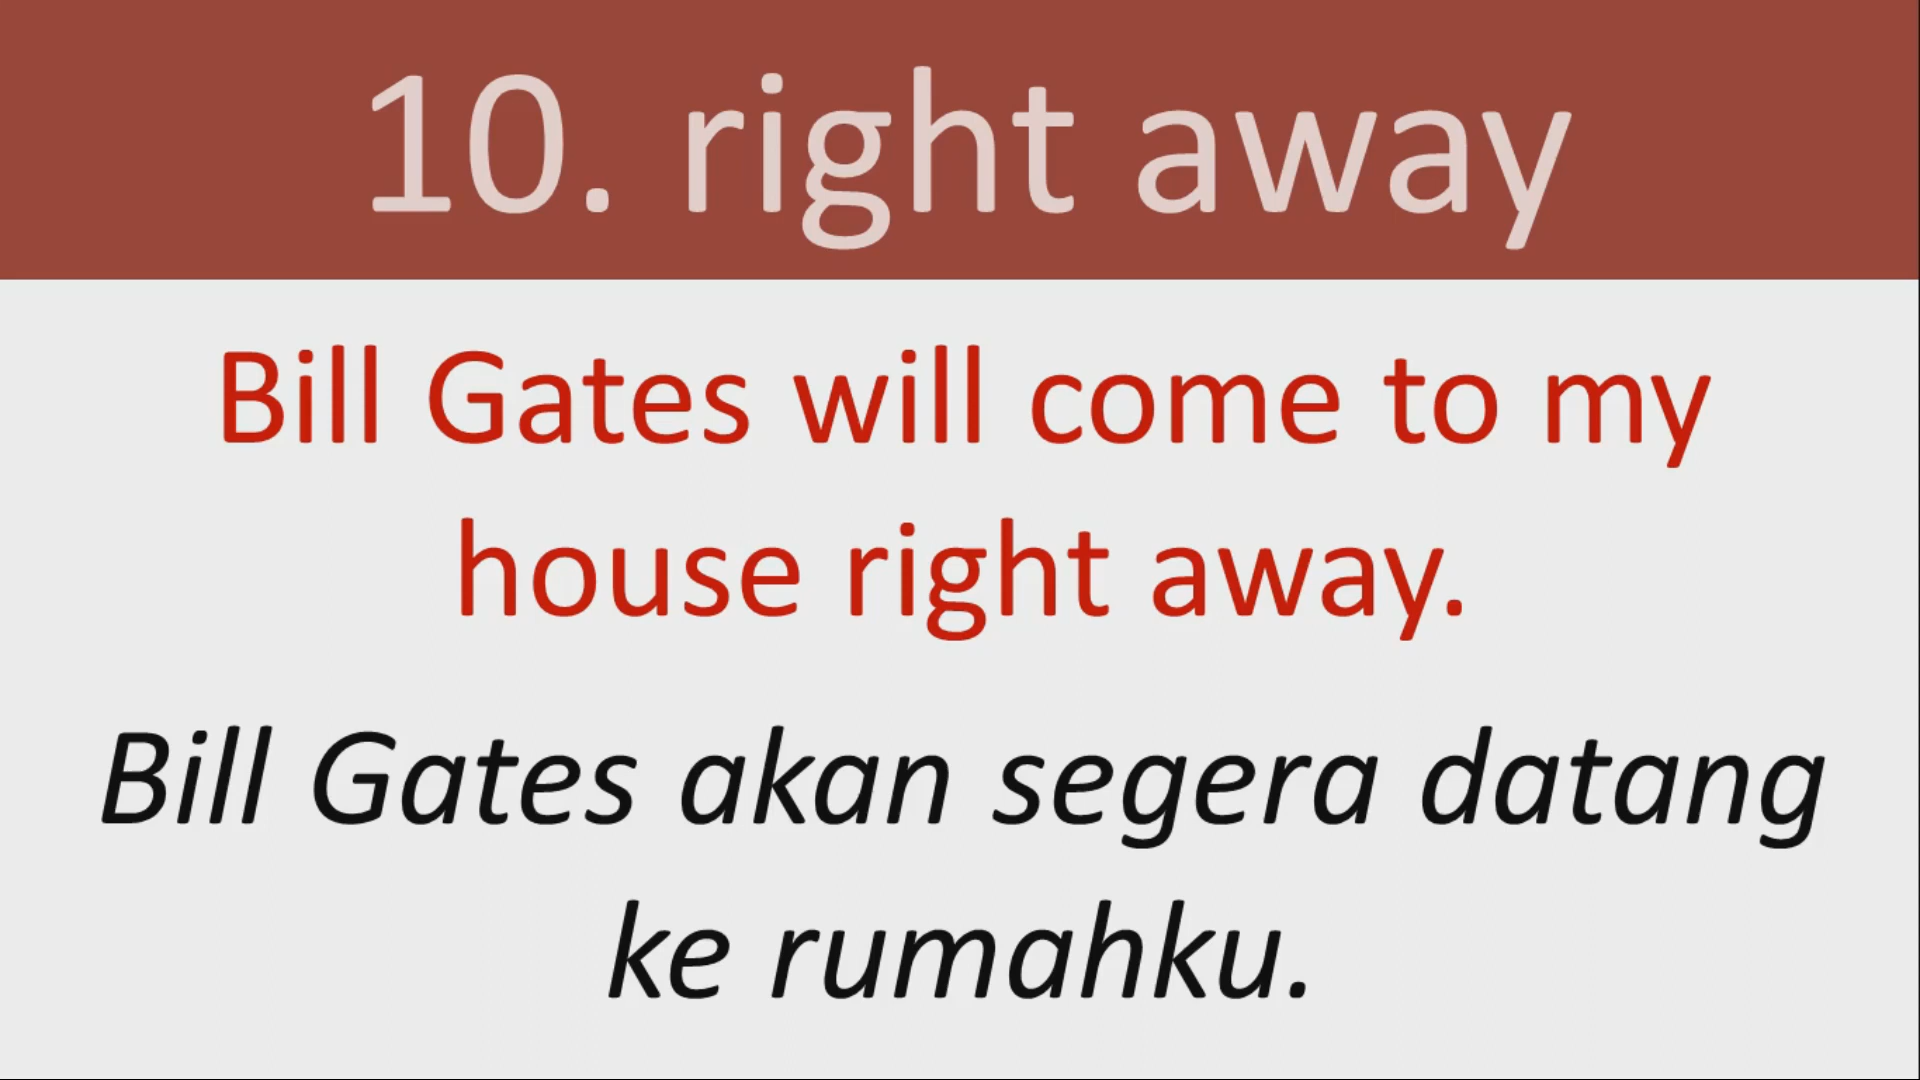 10. right away
Bill Gates will come to my
house right away.
Bill Gates akan segera datang
ke rumahku.